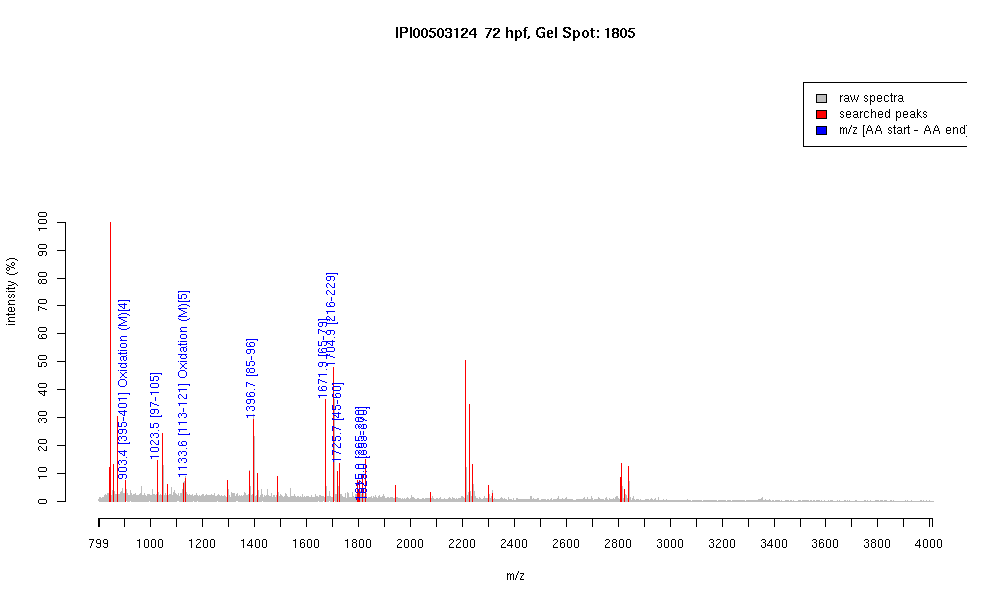 IPI00503124 72 hpf, Gel Spot: 1805
raw spectra
searched peaks
m/z [AA start - AA end]
intensity (%)
100
90
80
70
60
50
40
30
20
10
0
903.4 [395-401] Oxidation (M)[4]
1023.5 [97-105]
1133.6 [113-121] Oxidation (M)[5]
1396.7 [85-96]
1671.9 [65-79]
1704.9 [216-229]
1725.7 [45-60]
799 1000 1200 1400 1600 1800 2000 2200 2400 2600 2800 3000 3200 3400 3600 3800 4000
m/z